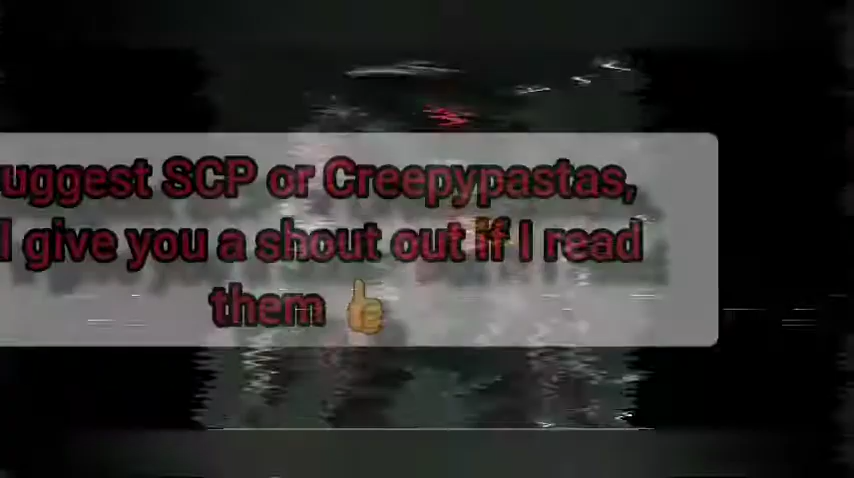 uggest SCP or Creepypastas,
l give you a shout out if I read
them 👍